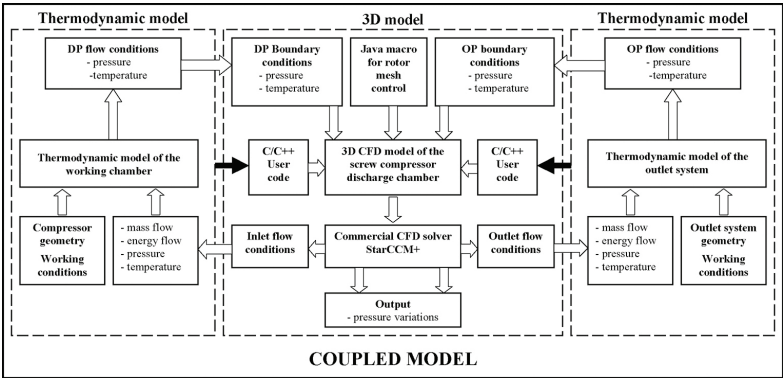 Thermodynamic model
3D model
Thermodynamic model
DP flow conditions
- pressure
-temperature
DP Boundary
conditions
- pressure
- temperature
Java macro
for rotor
mesh
control
OP boundary
conditions
- pressure
- temperature
OP flow conditions
- pressure
-temperature
Thermodynamic model of the
working chamber
C/C++
User
code
3D CFD model of the
screw compressor
discharge chamber
C/C++
User
code
Thermodynamic model of the
outlet system
Compressor
geometry
Working
conditions
- mass flow
- energy flow
- pressure
- temperature
Inlet flow
conditions
Commercial CFD solver
StarCCM+
Outlet flow
conditions
- mass flow
- energy flow
- pressure
- temperature
Outlet system
geometry
Working
conditions
Output
- pressure variations
COUPLED MODEL